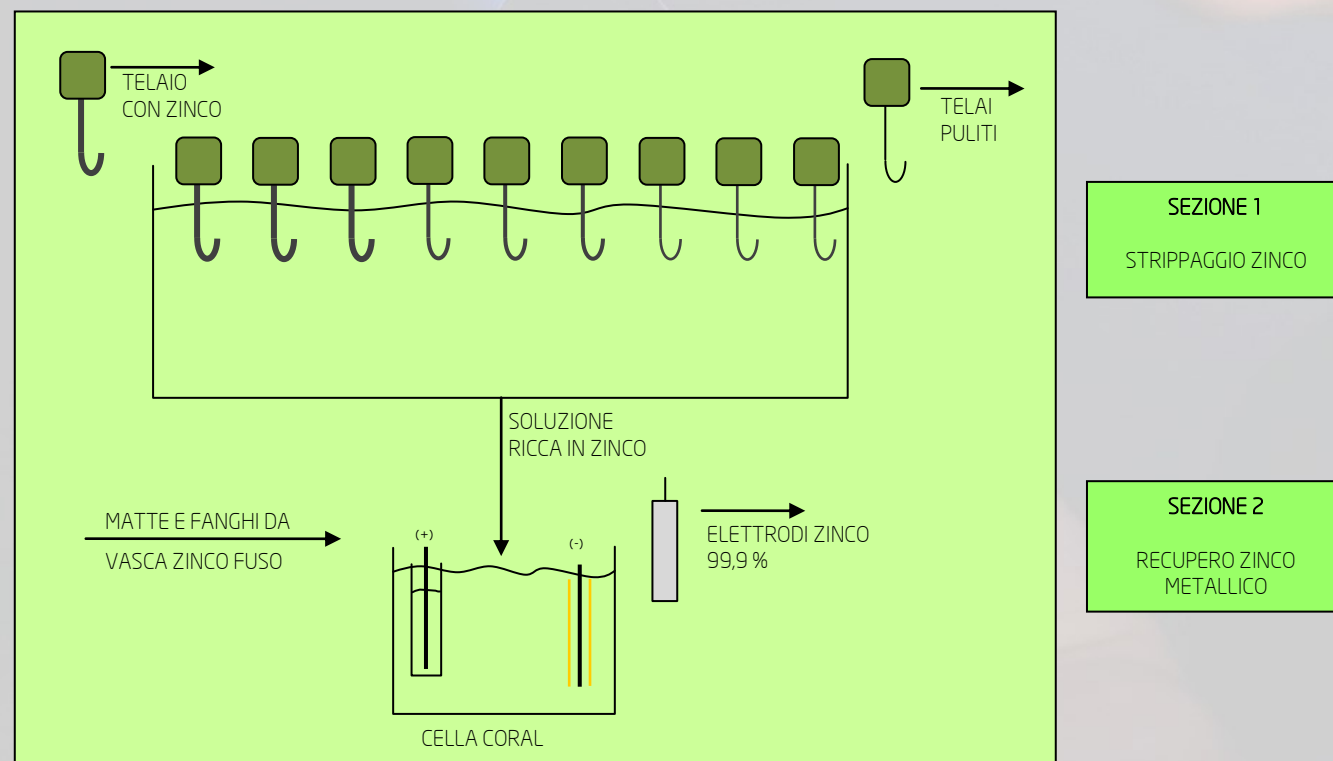 TELAIO
CON ZINCO
TELAI
PULITI
SEZIONE 1
STRIPPAGGIO ZINCO
SOLUZIONE
RICCA IN ZINCO
MATTE E FANGHI DA
VASCA ZINCO FUSO
(+)
(-)
ELETTRODI ZINCO
99,9 %
SEZIONE 2
RECUPERO ZINCO
METALLICO
CELLA CORAL